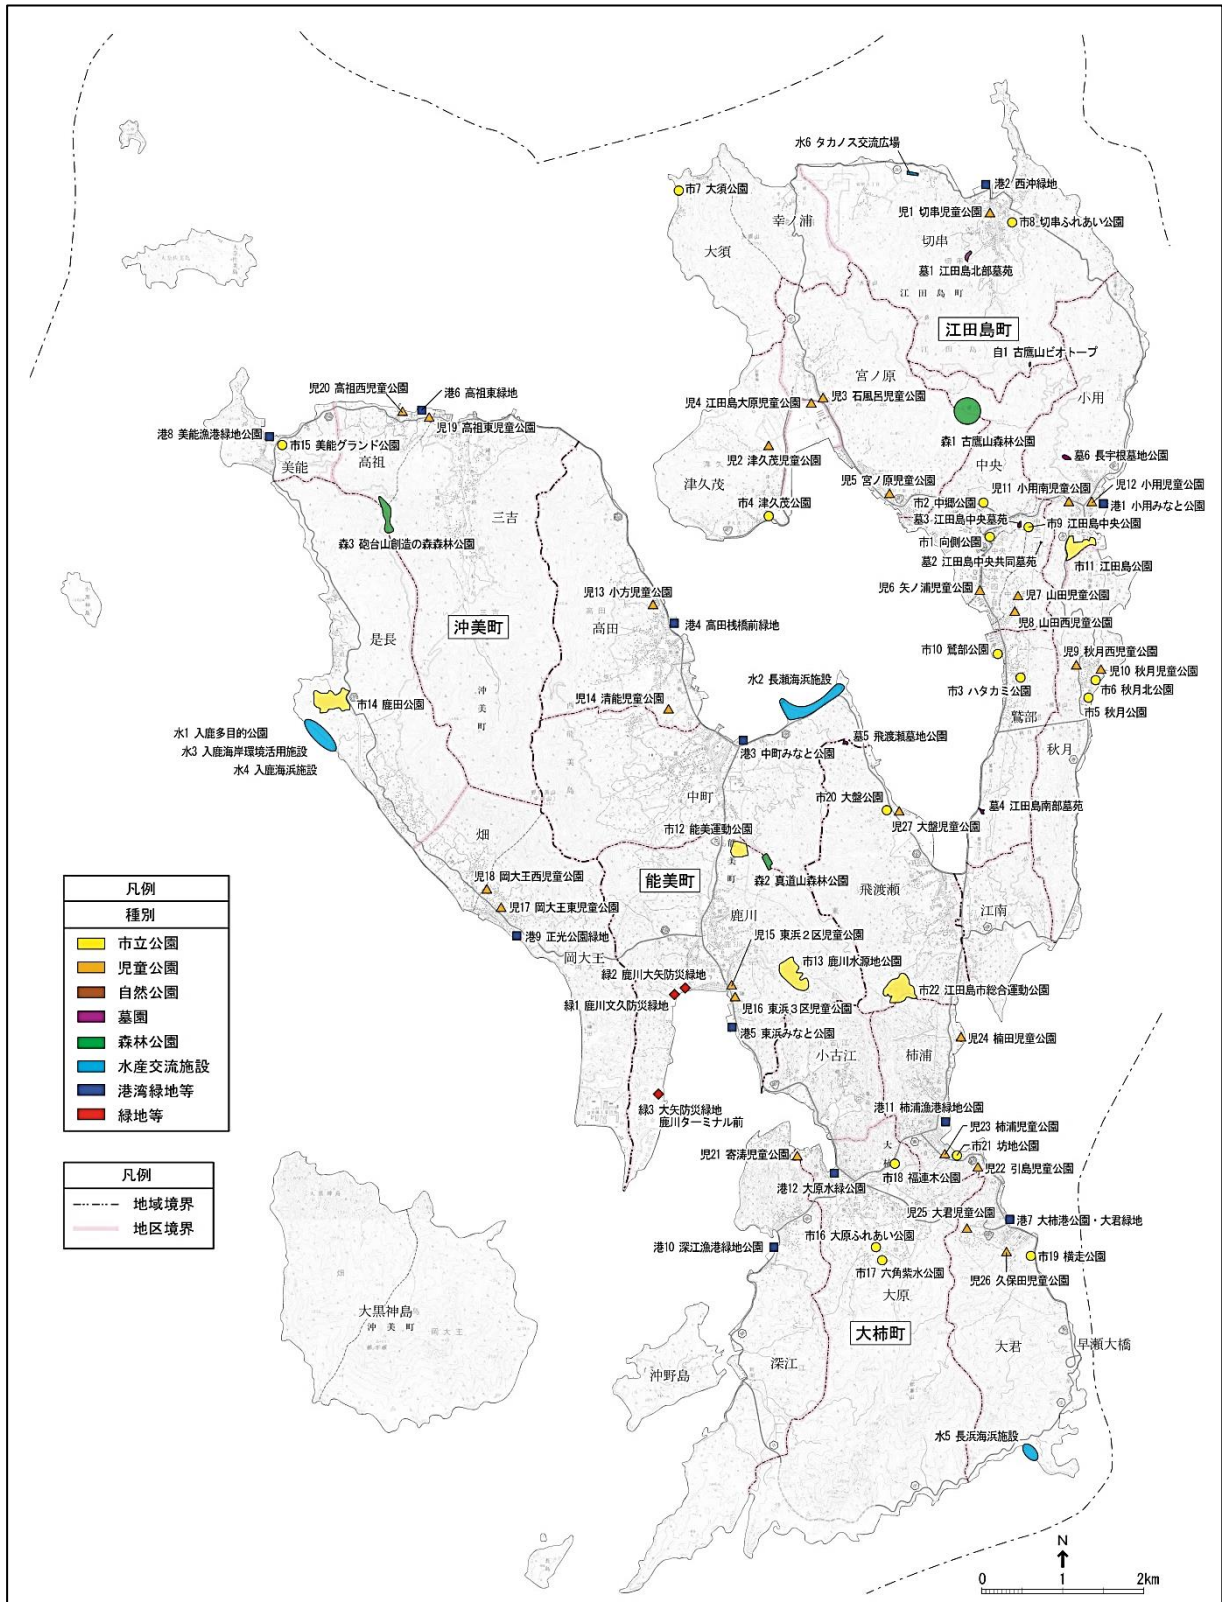 水6 タカノス交流広場
港2 西沖緑地
市7 大須公園
児1 切串児童公園
市8 切串ふれあい公園
幸ノ浦
大須
切串
墓1 江田島北部墓苑
江田島町
江田島町
自1 古鷹山ビオトープ
宮ノ原
小用
児20 高祖西児童公園
港6 高祖東緑地
児4 江田島大原児童公園
児3 石風呂児童公園
児19 高祖東児童公園
森1 古鷹山森林公園
港8 美能漁港緑地公園
市15 美能グランド公園
児2 津久茂児童公園
中央
墓6 長宇根墓地公園
美能
高祖
津久茂
児5 宮ノ原児童公園
児11 小用南児童公園
児12 小用児童公園
市4 津久茂公園
市2 中郷公園
港1 小用みなと公園
三吉
墓3 江田島中央墓苑
市9 江田島中央公園
森3 砲台山創造の森森林公園
市1 向側公園
墓2 江田島中央共同墓苑
市11 江田島公園
児13 小方児童公園
児6 矢ノ浦児童公園
児7 山田児童公園
高田
沖美町
港4 高田桟橋前緑地
児8 山田西児童公園
是長
市10 鷲部公園
児9 秋月西児童公園
児10 秋月児童公園
水2 長瀬海浜施設
市3 ハタカミ公園
市6 秋月北公園
市14 鹿田公園
児14 清能児童公園
市5 秋月公園
沖美町
鷲部
水1 入鹿多目的公園
墓5 飛渡瀬墓地公園
水3 入鹿海岸環境活用施設
港3 中町みなと公園
秋月
水4 入鹿海浜施設
中町
市20 大盤公園
墓4 江田島南部墓苑
畑
市12 能美運動公園
児27 大盤児童公園
能美町
凡例
種別
市立公園
児童公園
自然公園
墓園
森林公園
水産交流施設
港湾緑地等
緑地等
児18 岡大王西児童公園
能美町
森2 真道山森林公園
飛渡瀬
児17 岡大王東児童公園
鹿川
江南
港9 正光公園緑地
児15 東浜2区児童公園
岡大王
市13 鹿川水源地公園
緑2 鹿川大矢防災緑地
市22 江田島市総合運動公園
緑1 鹿川文久防災緑地
児16 東浜3区児童公園
港5 東浜みなと公園
児24 楠田児童公園
小古江
柿浦
緑3 大矢防災緑地
鹿川ターミナル前
港11 柿浦漁港緑地公園
児23 柿浦児童公園
児21 寄涛児童公園
市21 坊地公園
市18 福連木公園
児22 引島児童公園
港12 大原水緑公園
凡例
地域境界
地区境界
児25 大君児童公園
港7 大柿港公園・大君緑地
港10 深江漁港緑地公園
市16 大原ふれあい公園
市19 横走公園
市17 六角紫水公園
児26 久保田児童公園
畑
大原
大黒神島
沖美町
岡大王
大柿町
深江
大君
早瀬大橋
沖野島
水5 長浜海浜施設
N
0 1 2km